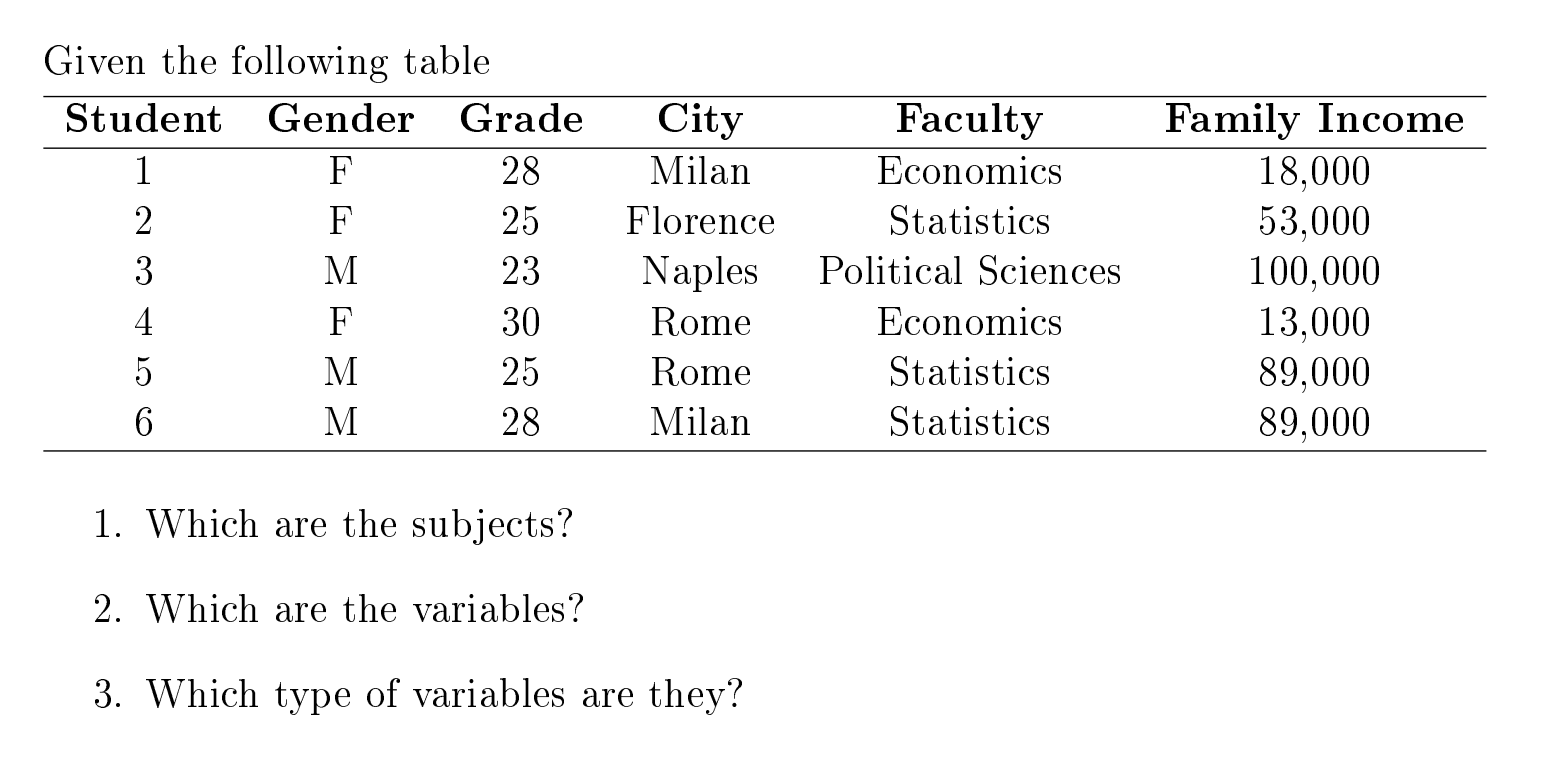 Given the following table
Student Gender Grade City Faculty Family Income
1 F 28 Milan Economics 18,000
2 F 25 Florence Statistics 53,000
3 M 23 Naples Political Sciences 100,000
4 F 30 Rome Economics 13,000
5 M 25 Rome Statistics 89,000
6 M 28 Milan Statistics 89,000
1. Which are the subjects?
2. Which are the variables?
3. Which type of variables are they?